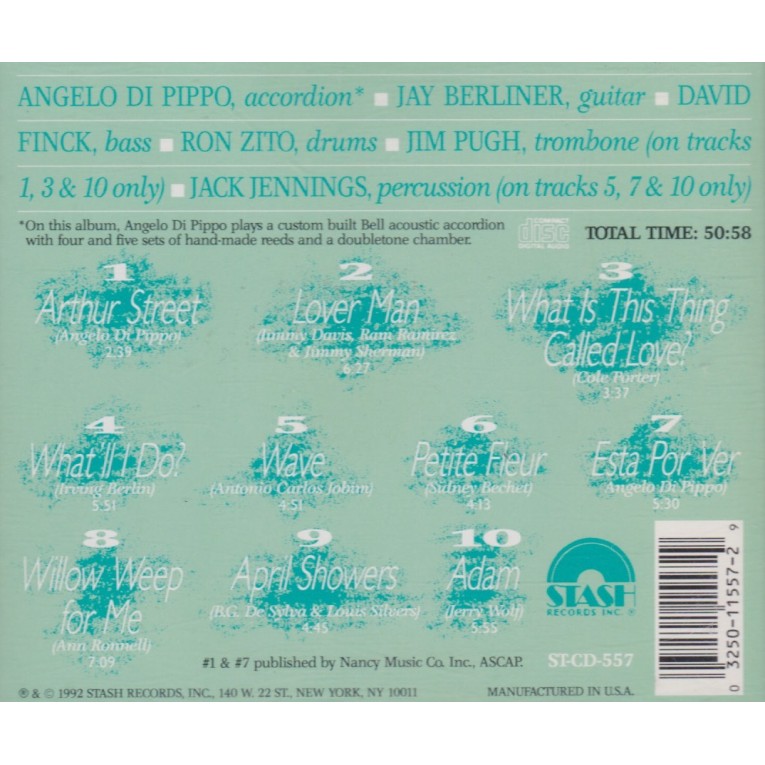 ANGELO DI PIPPO, accordion* ■ JAY BERLINER, guitar ■ DAVID
FINCK, bass ■ RON ZITO, drums ■ JIM PUGH, trombone (on tracks
1, 3 & 10 only) ■ JACK JENNINGS, percussion (on tracks 5, 7 & 10 only)
*On this album, Angelo Di Pippo plays a custom built Bell acoustic accordion
with four and five sets of hand-made reeds and a doubletone chamber.
COMPACT
disc
DIGITAL AUDIO
TOTAL TIME: 50:58
1
Arthur Street
(Angelo Di Pippo)
2:39
2
Lover Man
(Jimmy Davis, Ram Ramirez
& Jimmy Sherman)
6:27
3
What Is This Thing
Called Love?
(Cole Porter)
3:37
4
What'll I Do?
(Irving Berlin)
5:51
5
Wave
(Antonio Carlos Jobim)
4:51
6
Petite Fleur
(Sidney Bechet)
4:13
7
Esta Por Ver
Angelo Di Pippo)
5:30
8
Willow Weep
for Me
(Ann Ronnell)
7:09
9
April Showers
(B.G. De Sylva & Louis Silvers)
4:45
10
Adam
(Jerry Wolf)
5:55
STASH
RECORDS INC. ®
ST-CD-557
0 3250-11557-2 9
#1 & #7 published by Nancy Music Co. Inc., ASCAP.
℗ & © 1992 STASH RECORDS, INC., 140 W. 22 ST., NEW YORK, NY 10011
MANUFACTURED IN U.S.A.